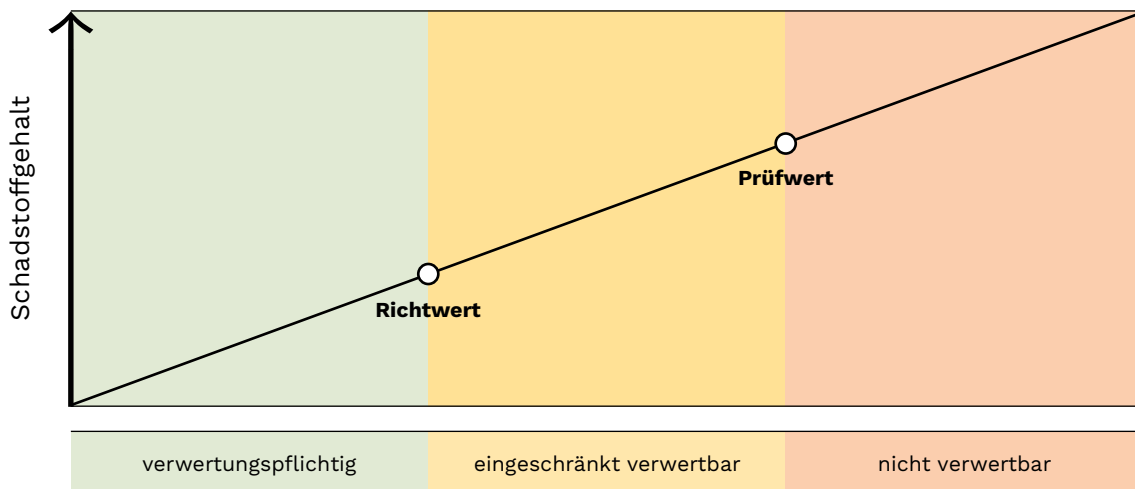 Schadstoffgehalt
Prüfwert
Richtwert
verwertungspflichtig
eingeschränkt verwertbar
nicht verwertbar